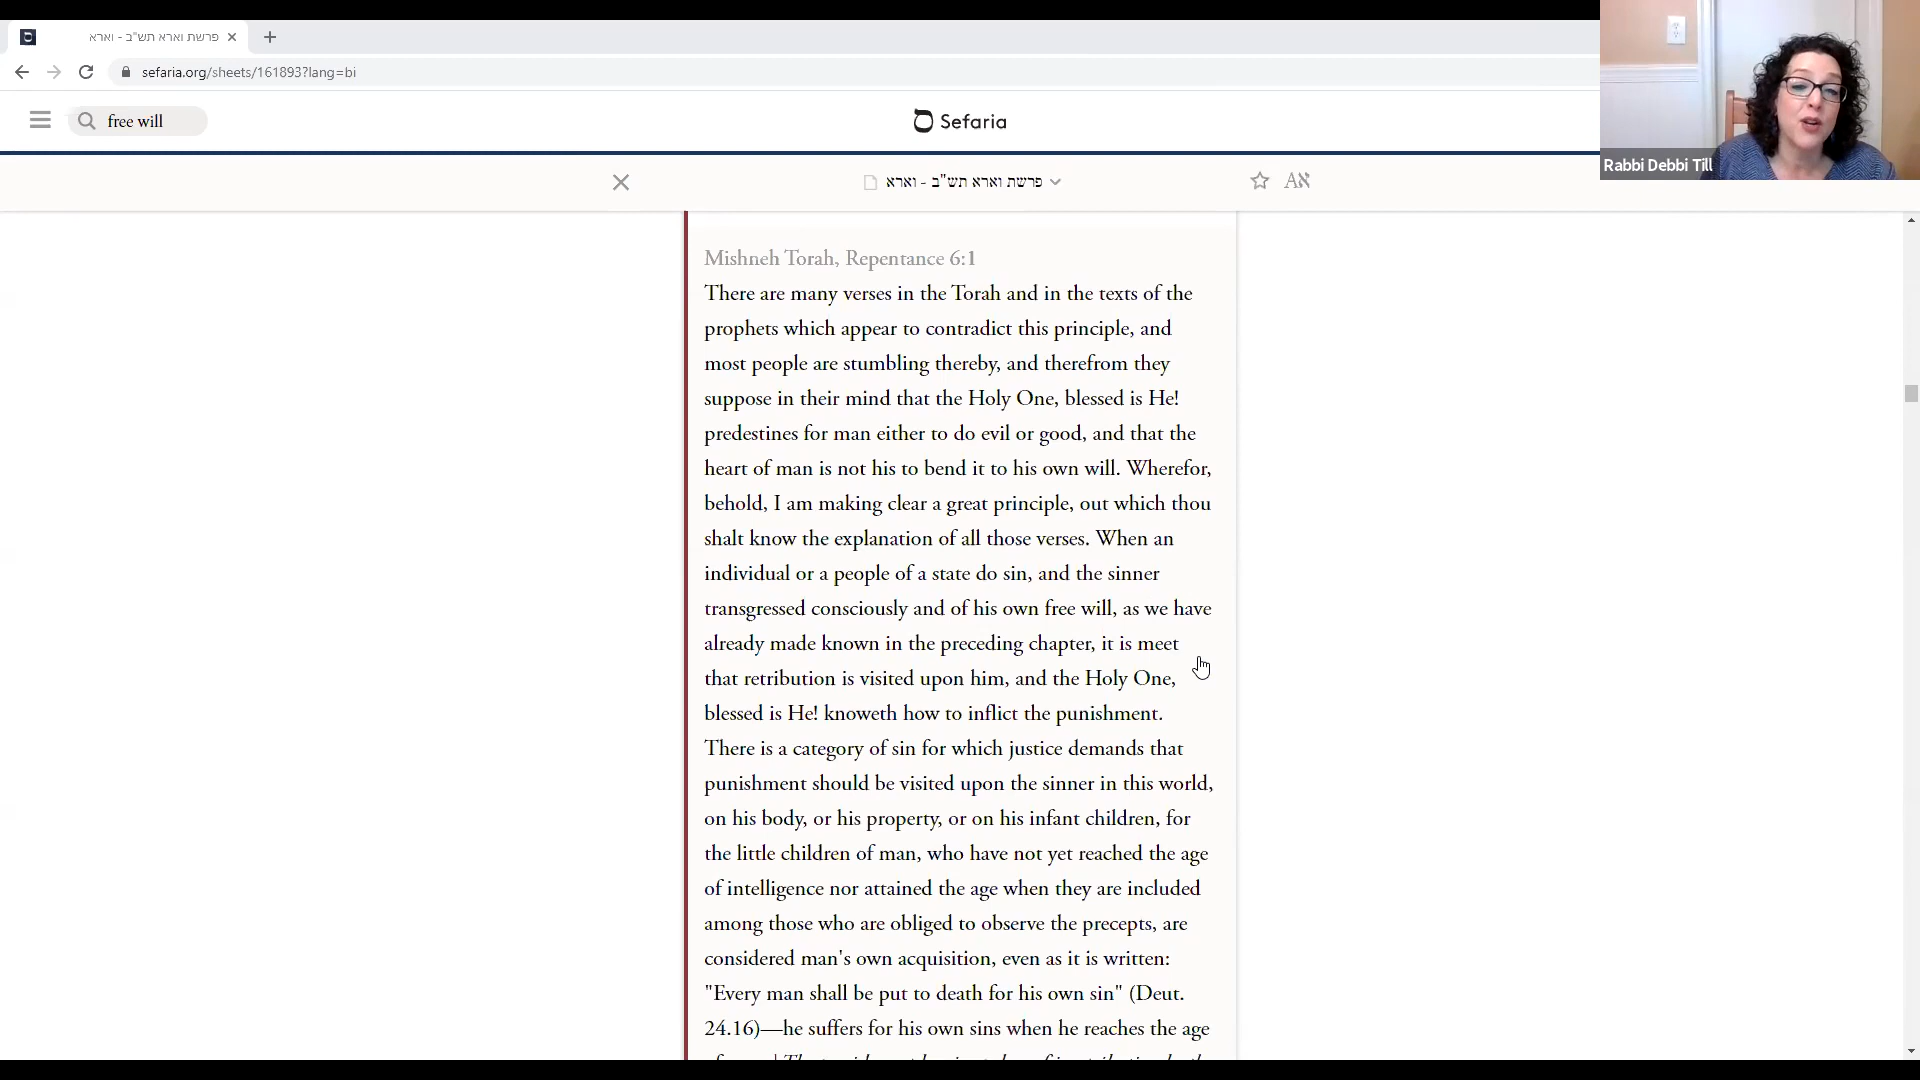 פרשת וארא תש"ב - וארא
sefaria.org/sheets/161893?lang=bi
free will
Sefaria
Rabbi Debbi Till
פרשת וארא תש"ב - וארא
Aא
Mishneh Torah, Repentance 6:1
There are many verses in the Torah and in the texts of the
prophets which appear to contradict this principle, and
most people are stumbling thereby, and therefrom they
suppose in their mind that the Holy One, blessed is He!
predestines for man either to do evil or good, and that the
heart of man is not his to bend it to his own will. Wherefor,
behold, I am making clear a great principle, out which thou
shalt know the explanation of all those verses. When an
individual or a people of a state do sin, and the sinner
transgressed consciously and of his own free will, as we have
already made known in the preceding chapter, it is meet
that retribution is visited upon him, and the Holy One,
blessed is He! knoweth how to inflict the punishment.
There is a category of sin for which justice demands that
punishment should be visited upon the sinner in this world,
on his body, or his property, or on his infant children, for
the little children of man, who have not yet reached the age
of intelligence nor attained the age when they are included
among those who are obliged to observe the precepts, are
considered man's own acquisition, even as it is written:
"Every man shall be put to death for his own sin" (Deut.
24.16)—he suffers for his own sins when he reaches the age